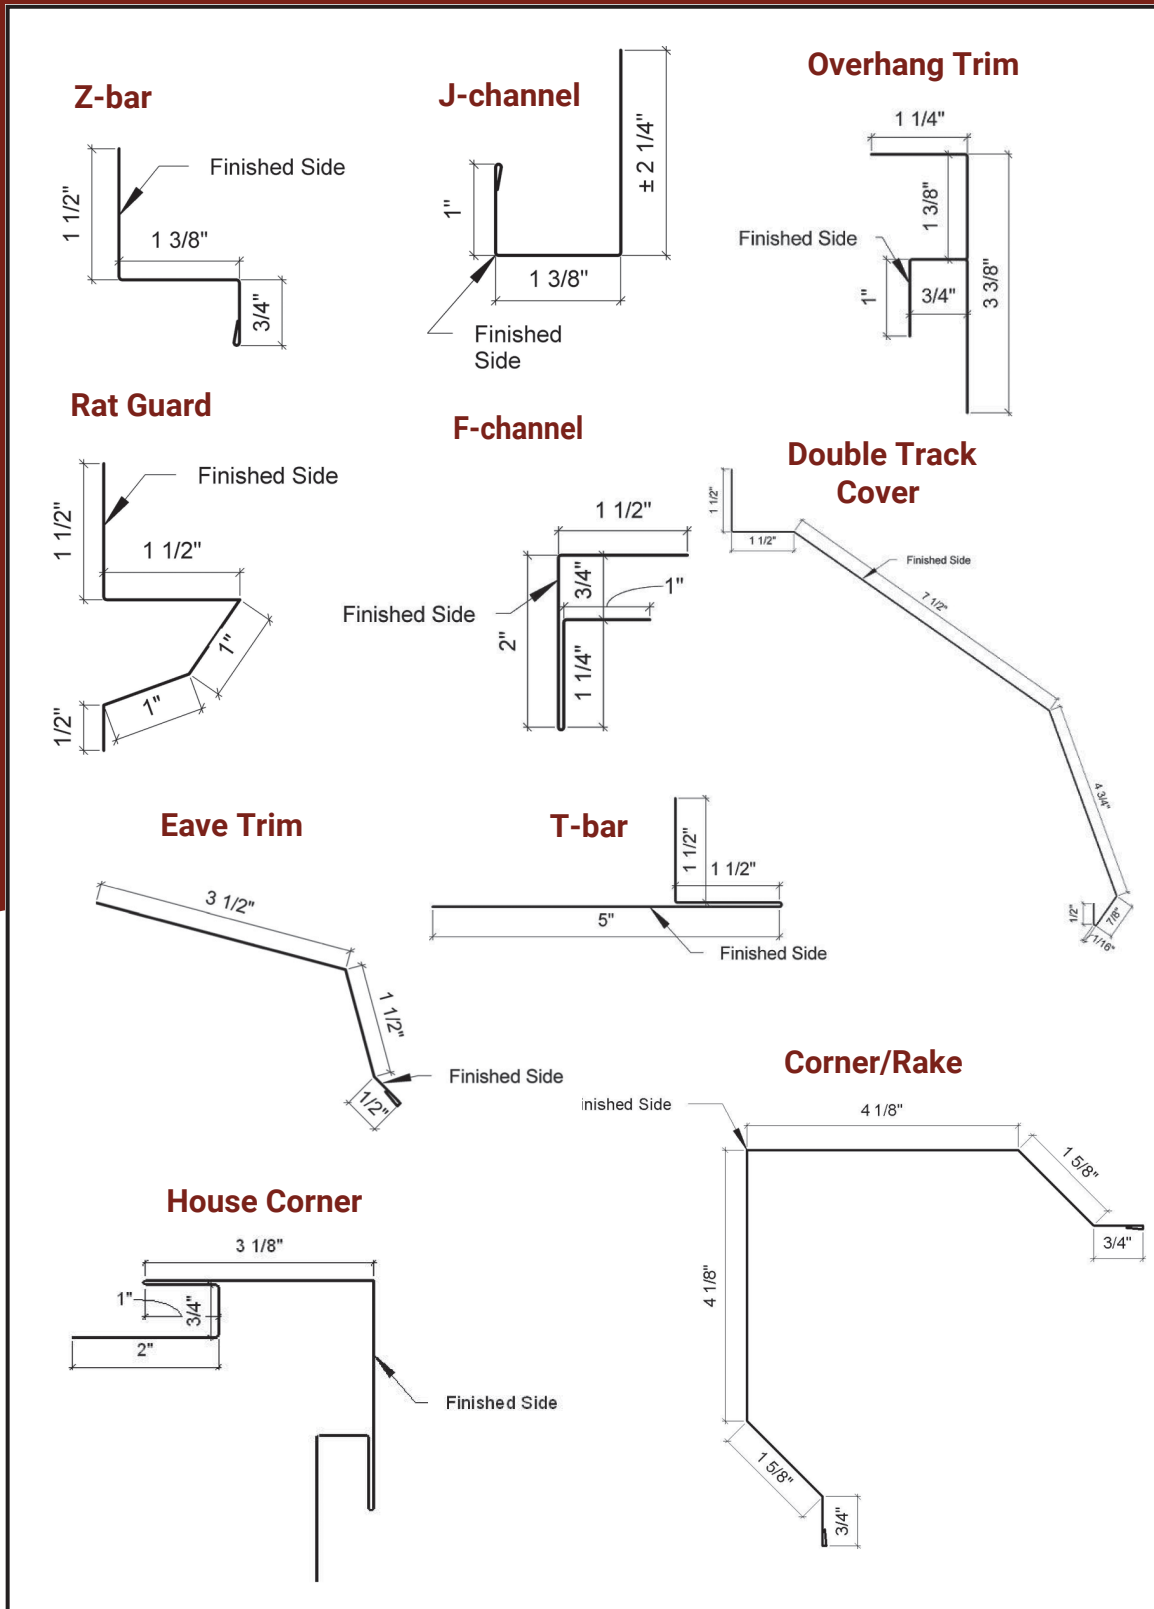 Z-bar
1 1/2"
Finished Side
1 3/8"
3/4"
J-channel
1"
± 2 1/4"
1 3/8"
Finished
Side
Overhang Trim
1 1/4"
1 3/8"
Finished Side
1"
3/4"
3 3/8"
Rat Guard
1 1/2"
Finished Side
1 1/2"
1"
1"
1/2"
F-channel
1 1/2"
3/4"
1"
Finished Side
2"
1 1/4"
Double Track
Cover
1 1/2"
1 1/2"
Finished Side
7 1/2"
4 3/4"
1/2"
7/8"
1/16"
Eave Trim
3 1/2"
1 1/2"
Finished Side
1/2"
T-bar
1 1/2"
1 1/2"
5"
Finished Side
Corner/Rake
inished Side
4 1/8"
1 5/8"
3/4"
4 1/8"
1 5/8"
3/4"
House Corner
3 1/8"
1"
3/4"
2"
Finished Side